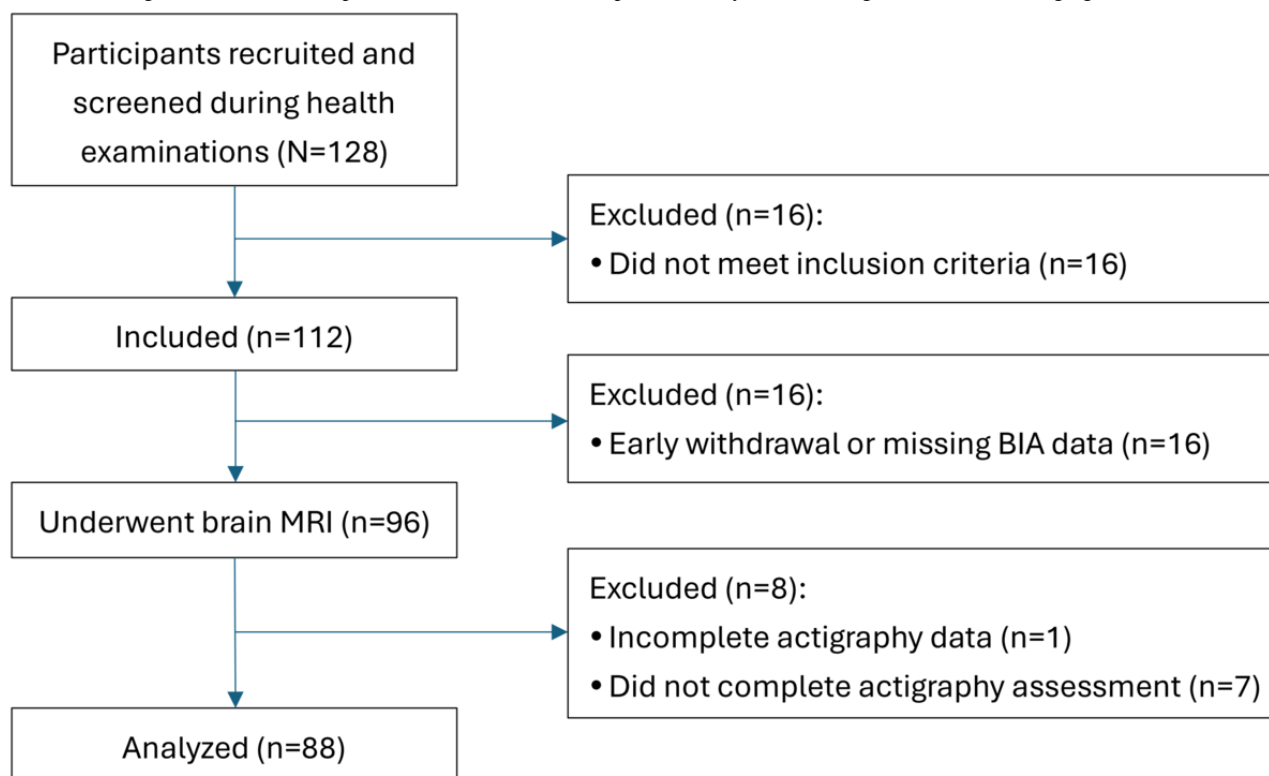 Participants recruited and
screened during health
examinations (N=128)
Excluded (n=16):
• Did not meet inclusion criteria (n=16)
Included (n=112)
Excluded (n=16):
• Early withdrawal or missing BIA data (n=16)
Underwent brain MRI (n=96)
Excluded (n=8):
• Incomplete actigraphy data (n=1)
• Did not complete actigraphy assessment (n=7)
Analyzed (n=88)